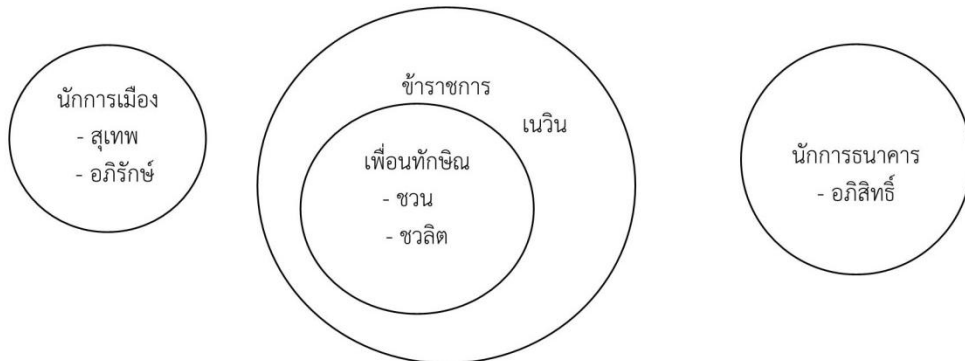 นักการเมือง
- สุเทพ
- อภิรักษ์
ข้าราชการ
เนวิน
เพื่อนทักษิณ
- ชวน
- ชวลิต
นักการธนาคาร
- อภิสิทธิ์